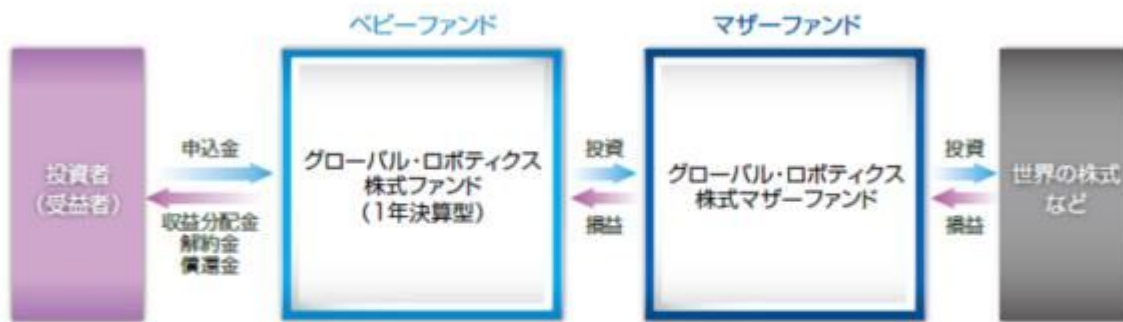 ベビーファンド
マザーファンド
投資者
（受益者）
申込金
収益分配金
解約金
償還金
グローバル・ロボティクス
株式ファンド
（1年決算型）
投資
損益
グローバル・ロボティクス
株式マザーファンド
投資
損益
世界の株式
など